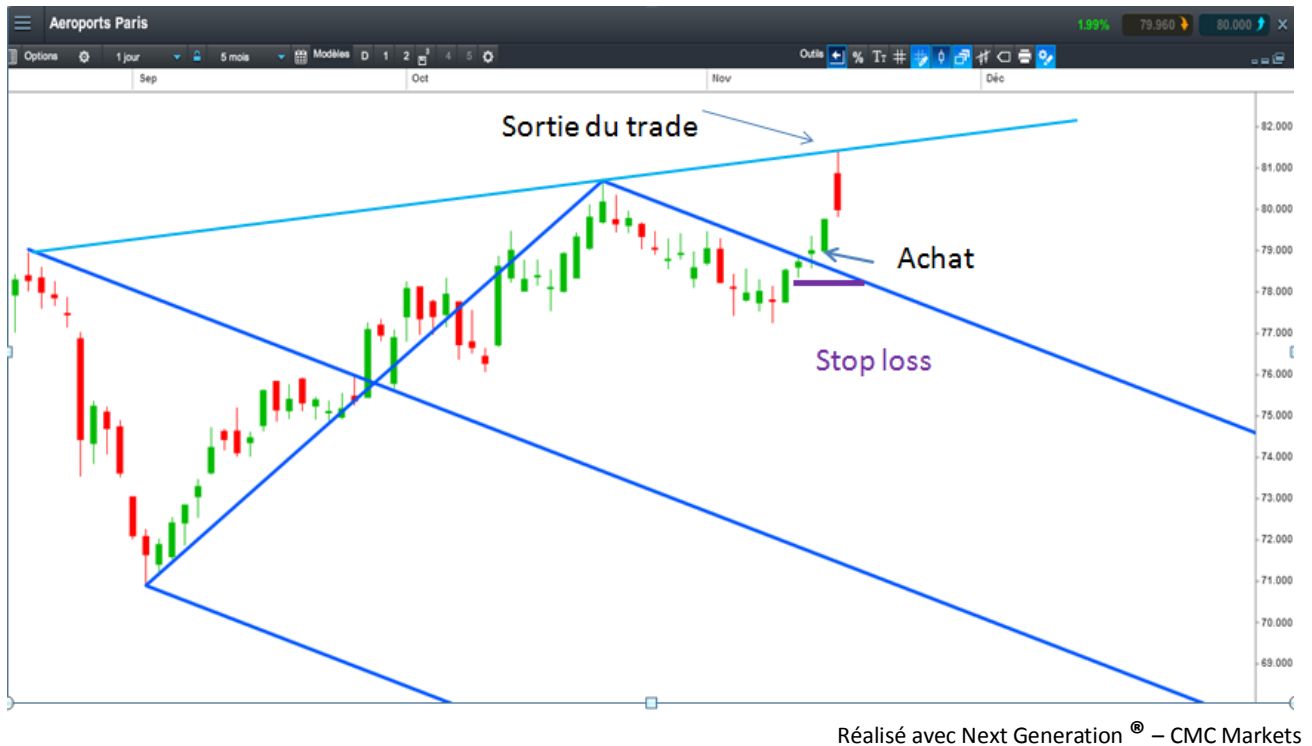 Aeroports Paris 1.99% 79.960 80.000
Options 1 jour 5 mois Modèles D 1 2 3 4 5 Outils % TT
Sep Oct Nov Déc
Sortie du trade
82.000
81.000
80.000
Achat
79.000
78.000
77.000
Stop loss
76.000
75.000
74.000
73.000
72.000
71.000
70.000
69.000
Réalisé avec Next Generation ® – CMC Markets